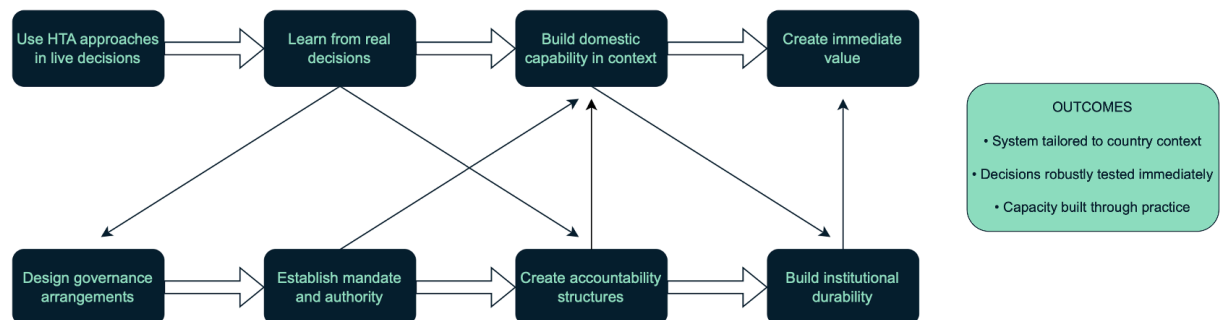 Use HTA approaches
in live decisions
Learn from real
decisions
Build domestic
capability in context
Create immediate
value
OUTCOMES
• System tailored to country context
• Decisions robustly tested immediately
• Capacity built through practice
Design governance
arrangements
Establish mandate
and authority
Create accountability
structures
Build institutional
durability